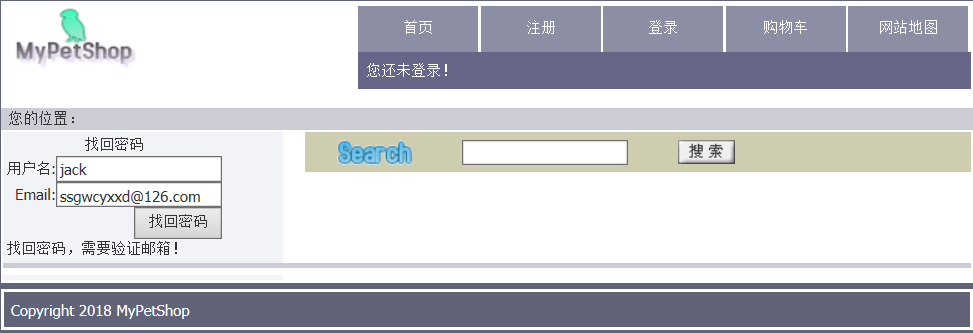 MyPetShop
首页 注册 登录 购物车 网站地图
您还未登录!
您的位置:
找回密码
Search 搜 索
用户名: jack
Email: ssgwcyxxd@126.com
找回密码
找回密码，需要验证邮箱!
Copyright 2018 MyPetShop